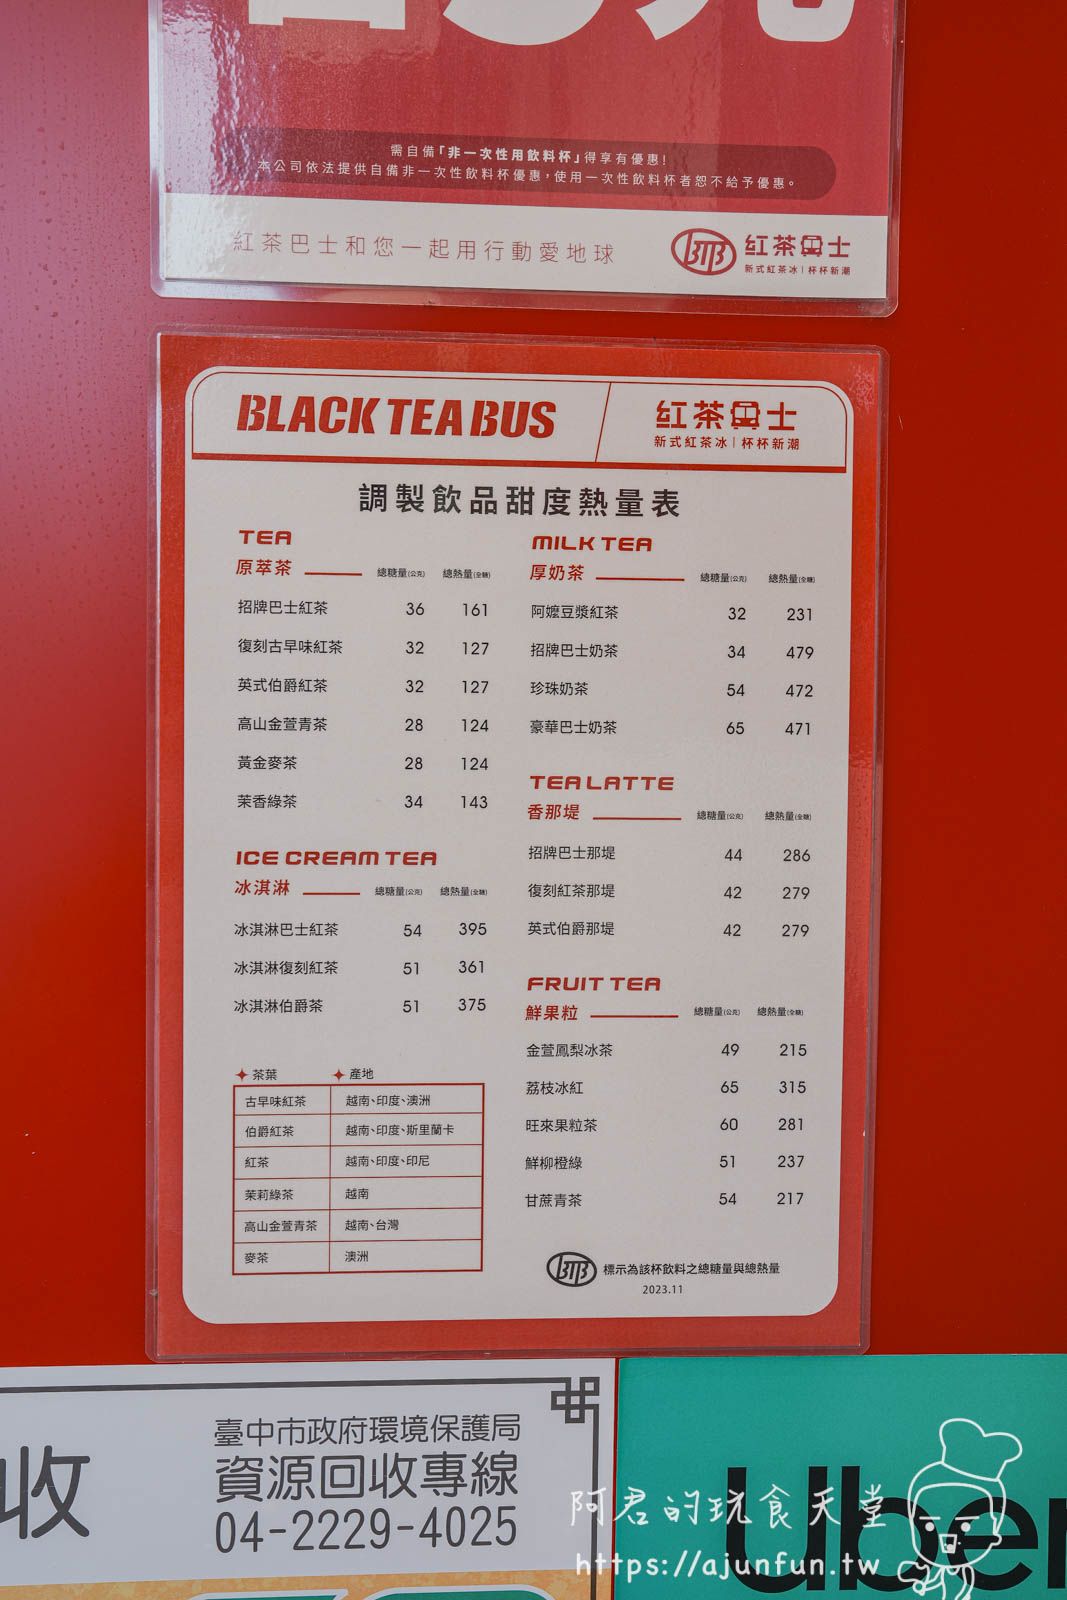 需自備「非一次性用飲料杯」得享有優惠!
本公司依法提供自備非一次性飲料杯優惠,使用一次性飲料杯者恕不給予優惠。
紅茶巴士和您一起用行動愛地球
BTB 紅茶巴士
新式紅茶冰|杯杯新潮
BLACK TEA BUS
紅茶巴士
新式紅茶冰|杯杯新潮
調製飲品甜度熱量表
TEA
原萃茶 總糖量(公克) 總熱量(全糖)
招牌巴士紅茶 36 161
復刻古早味紅茶 32 127
英式伯爵紅茶 32 127
高山金萱青茶 28 124
黃金麥茶 28 124
茉香綠茶 34 143
ICE CREAM TEA
冰淇淋 總糖量(公克) 總熱量(全糖)
冰淇淋巴士紅茶 54 395
冰淇淋復刻紅茶 51 361
冰淇淋伯爵茶 51 375
茶葉 產地
古早味紅茶 越南、印度、澳洲
伯爵紅茶 越南、印度、斯里蘭卡
紅茶 越南、印度、印尼
茉莉綠茶 越南
高山金萱青茶 越南、台灣
麥茶 澳洲
MILK TEA
厚奶茶 總糖量(公克) 總熱量(全糖)
阿嬤豆漿紅茶 32 231
招牌巴士奶茶 34 479
珍珠奶茶 54 472
豪華巴士奶茶 65 471
TEA LATTE
香那堤 總糖量(公克) 總熱量(全糖)
招牌巴士那堤 44 286
復刻紅茶那堤 42 279
英式伯爵那堤 42 279
FRUIT TEA
鮮果粒 總糖量(公克) 總熱量(全糖)
金萱鳳梨冰茶 49 215
荔枝冰紅 65 315
旺來果粒茶 60 281
鮮柳橙綠 51 237
甘蔗青茶 54 217
BTB 標示為該杯飲料之總糖量與總熱量
2023.11
收
臺中市政府環境保護局
資源回收專線
04-2229-4025
Uber
阿君的玩食天堂
https://ajunfun.tw